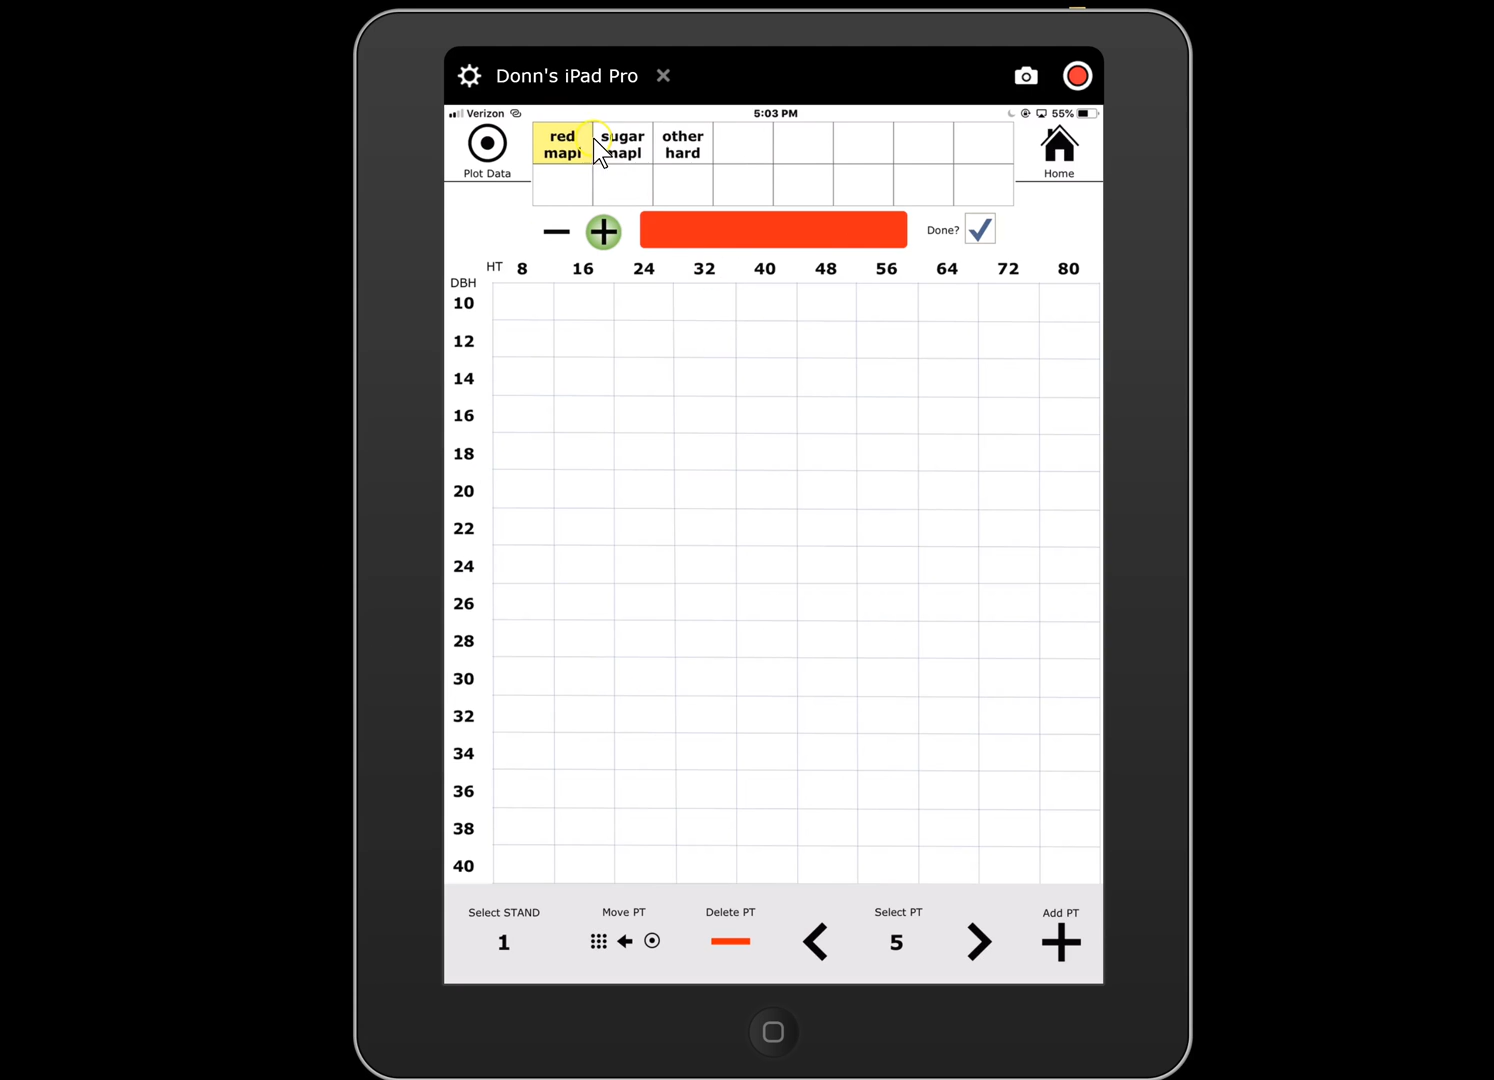 Donn's iPad Pro
Verizon 5:03 PM 55%
Plot Data
red mapl
sugar mapl
other hard
Home
Done?
HT 8 16 24 32 40 48 56 64 72 80
DBH
10
12
14
16
18
20
22
24
26
28
30
32
34
36
38
40
Select STAND Move PT Delete PT Select PT Add PT
1 5